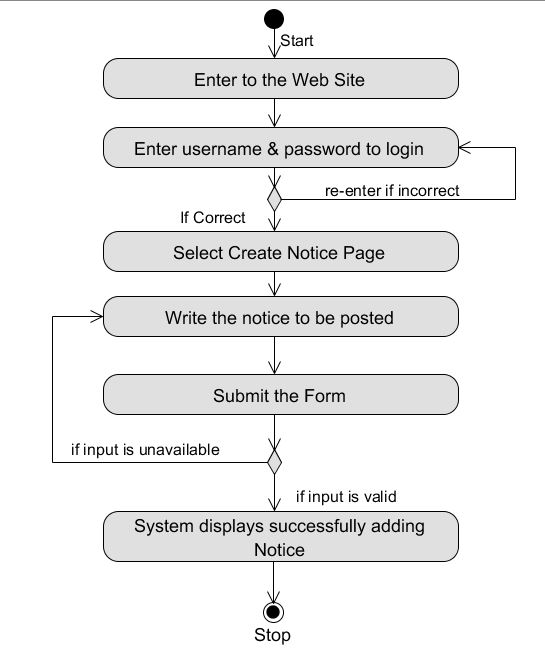 Start
Enter to the Web Site
Enter username & password to login
re-enter if incorrect
If Correct
Select Create Notice Page
Write the notice to be posted
Submit the Form
if input is unavailable
if input is valid
System displays successfully adding
Notice
Stop